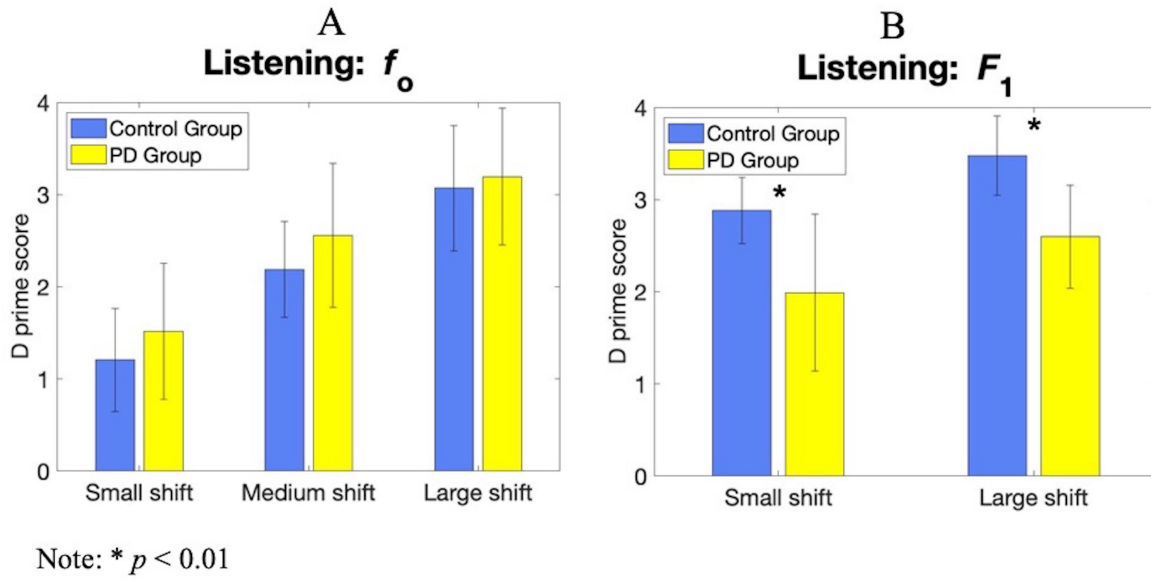 A
Listening: fo
4
3
2
1
0
D prime score
Control Group
PD Group
Small shift Medium shift Large shift
B
Listening: F1
4
3
2
1
0
D prime score
Control Group
PD Group
*
*
Small shift Large shift
Note: * p < 0.01